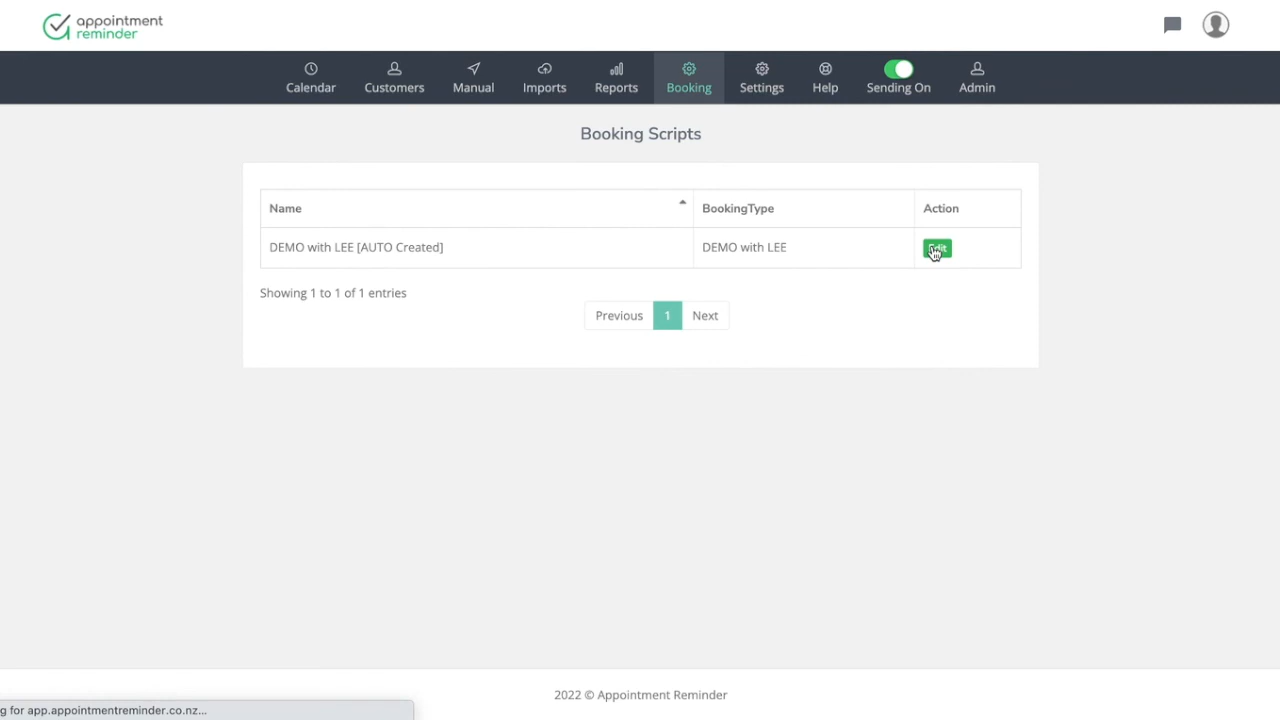 appointment
reminder
Calendar
Customers
Manual
Imports
Reports
Booking
Settings
Help
Sending On
Admin
Booking Scripts
Name
BookingType
Action
DEMO with LEE [AUTO Created]
DEMO with LEE
Edit
Showing 1 to 1 of 1 entries
Previous
1
Next
2022 © Appointment Reminder
g for app.appointmentreminder.co.nz...